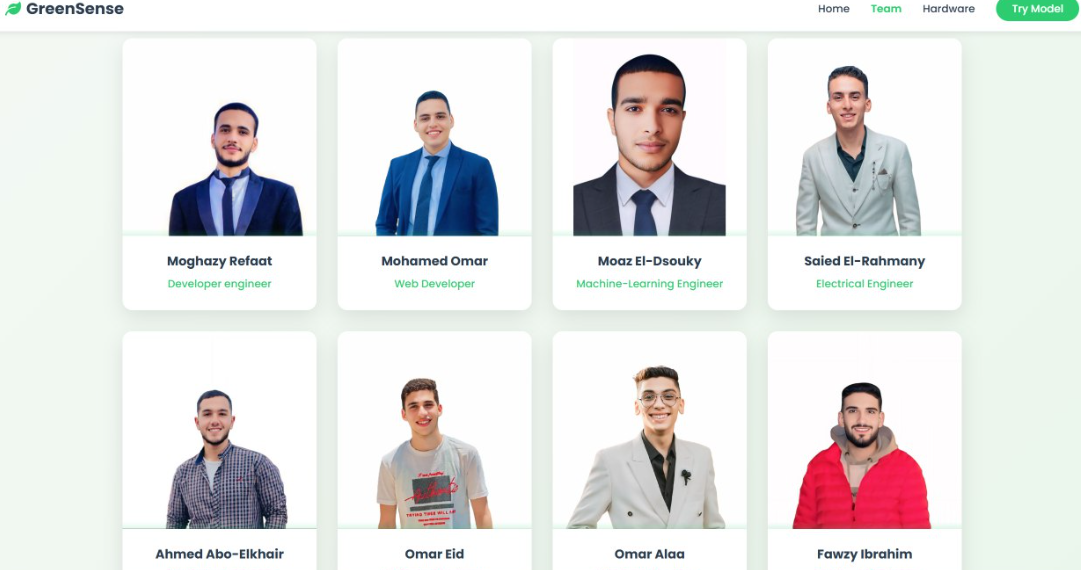 GreenSense
Home Team Hardware Try Model
Moghazy Refaat Mohamed Omar Moaz El-Dsouky Saied El-Rahmany
Developer engineer Web Developer Machine-Learning Engineer Electrical Engineer
Ahmed Abo-Elkhair Omar Eid Omar Alaa Fawzy Ibrahim